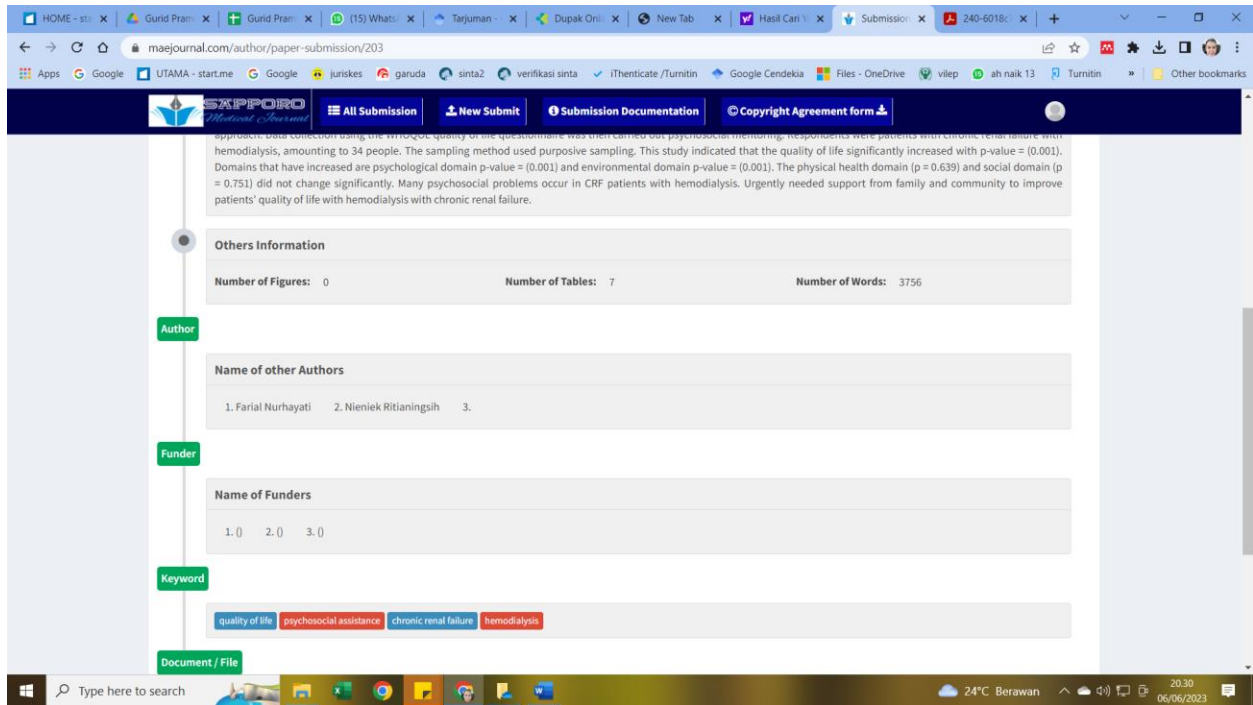 HOME - sta
Gurid Pram
Gurid Pram
(15) Whats
Tarjuman -
Dupak Onli
New Tab
Hasil Cari
Submission
240-6018c
maejournal.com/author/paper-submission/203
Apps
Google
UTAMA - start.me
Google
juriskes
garuda
sinta2
verifikasi sinta
iThenticate /Turnitin
Google Cendekia
Files - OneDrive
vilep
ah naik 13
Turnitin
»
Other bookmarks
SAPPORO
Medical Journal
All Submission
New Submit
Submission Documentation
Copyright Agreement form
approach. Data collection using the WHOQOL quality of life questionnaire was then carried out psychosocial mentoring. Respondents were patients with chronic renal failure with
hemodialysis, amounting to 34 people. The sampling method used purposive sampling. This study indicated that the quality of life significantly increased with p-value = (0.001).
Domains that have increased are psychological domain p-value = (0.001) and environmental domain p-value = (0.001). The physical health domain (p = 0.639) and social domain (p
= 0.751) did not change significantly. Many psychosocial problems occur in CRF patients with hemodialysis. Urgently needed support from family and community to improve
patients' quality of life with hemodialysis with chronic renal failure.
Others Information
Number of Figures: 0 Number of Tables: 7 Number of Words: 3756
Author
Name of other Authors
1. Farial Nurhayati 2. Nieniek Ritianingsih 3.
Funder
Name of Funders
1. () 2. () 3. ()
Keyword
quality of life psychosocial assistance chronic renal failure hemodialysis
Document / File
Type here to search
24°C Berawan
20.30
06/06/2023